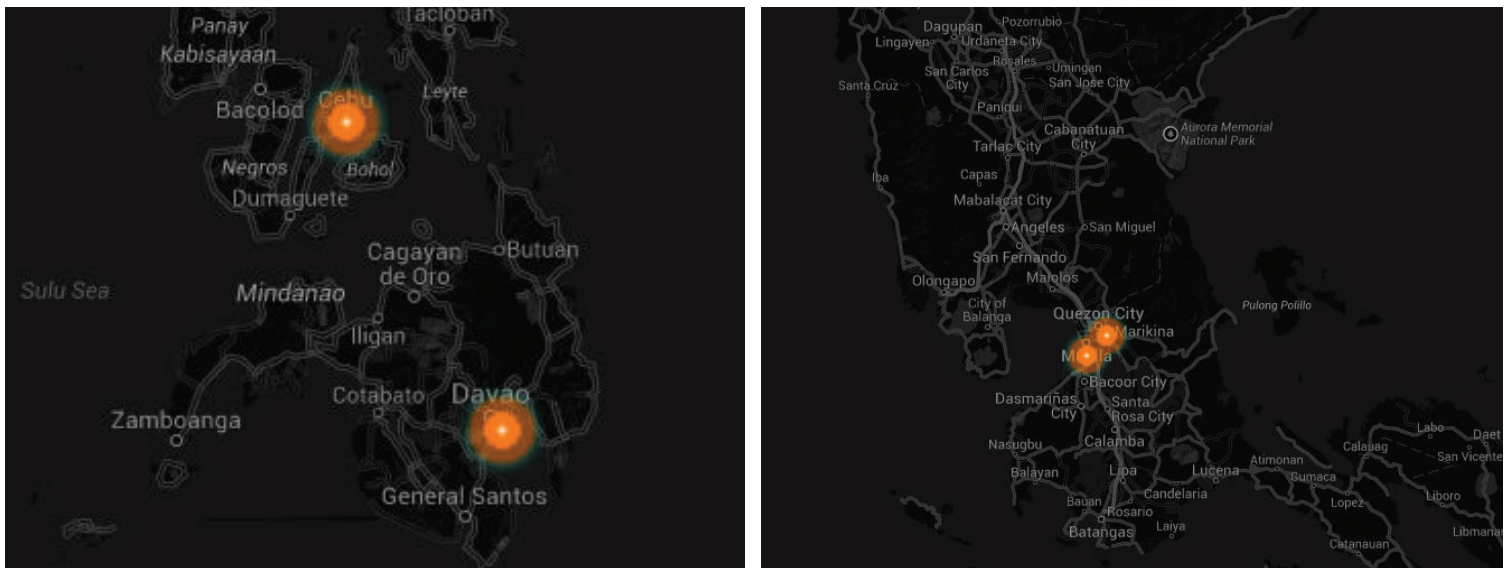 Tacloban
Panay
Kabisayaan
Leyte
Cebu
Bacolod
Negros
Bohol
Dumaguete
Cagayan
de Oro
Butuan
Sulu Sea
Mindanao
Iligan
Cotabato
Davao
Zamboanga
General Santos
Dagupan
Pozorrubio
Lingayen
Urdaneta City
Rosales
Umingan
San Carlos
City
San Jose City
Santa Cruz
Paniqui
Cabanatuan
City
Aurora Memorial
National Park
Tarlac City
Iba
Capas
Mabalacat City
Angeles
San Miguel
San Fernando
Malolos
Olongapo
City of
Balanga
Pulong Polillo
Quezon City
Marikina
Manila
Bacoor City
Dasmariñas
City
Santa
Rosa City
Nasugbu
Calamba
Labo
Daet
Calauag
San Vicente
Balayan
Lipa
Lucena
Atimonan
Gumaca
Candelaria
Bauan
Rosario
Lopez
Liboro
Laiya
Batangas
Libmanan
Catanauan